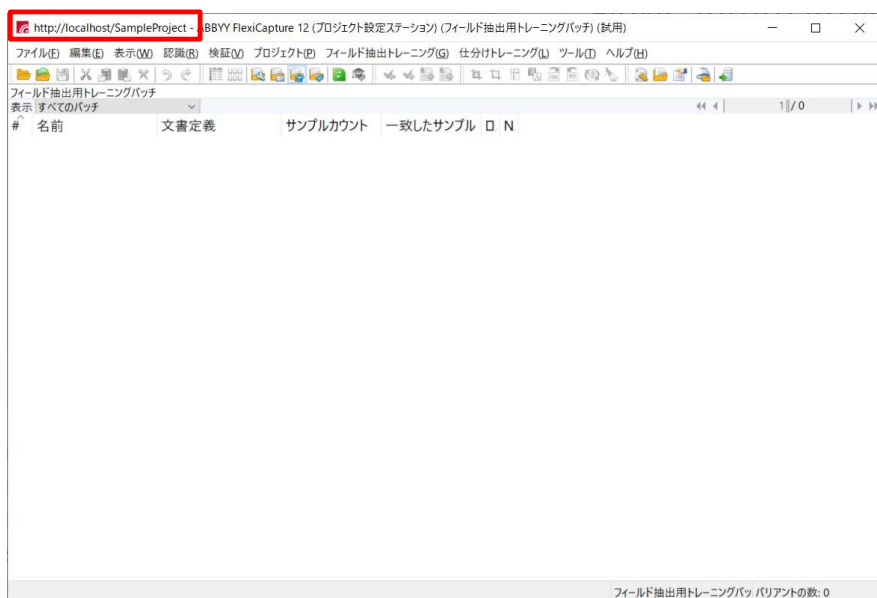 http://localhost/SampleProject - ABBYY FlexiCapture 12 (プロジェクト設定ステーション) (フィールド抽出用トレーニングバッチ) (試用)
ファイル(F) 編集(E) 表示(W) 認識(R) 検証(V) プロジェクト(P) フィールド抽出トレーニング(G) 仕分けトレーニング(L) ツール(T) ヘルプ(H)
フィールド抽出用トレーニングバッチ
表示 すべてのバッチ 1 / 0
# 名前 文書定義 サンプルカウント 一致したサンプル ロ. N.
フィールド抽出用トレーニングバッ バリアントの数: 0